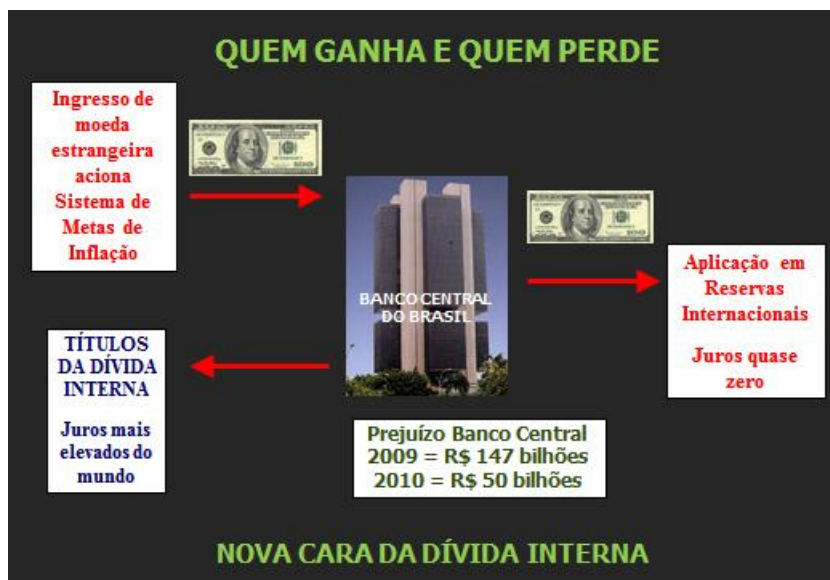 QUEM GANHA E QUEM PERDE
Ingresso de
moeda
estrangeira
aciona
Sistema de
Metas de
Inflação
BANCO CENTRAL
DO BRASIL
Aplicação em
Reservas
Internacionais
Juros quase
zero
TÍTULOS
DA DÍVIDA
INTERNA
Juros mais
elevados do
mundo
Prejuízo Banco Central
2009 = R$ 147 bilhões
2010 = R$ 50 bilhões
NOVA CARA DA DÍVIDA INTERNA